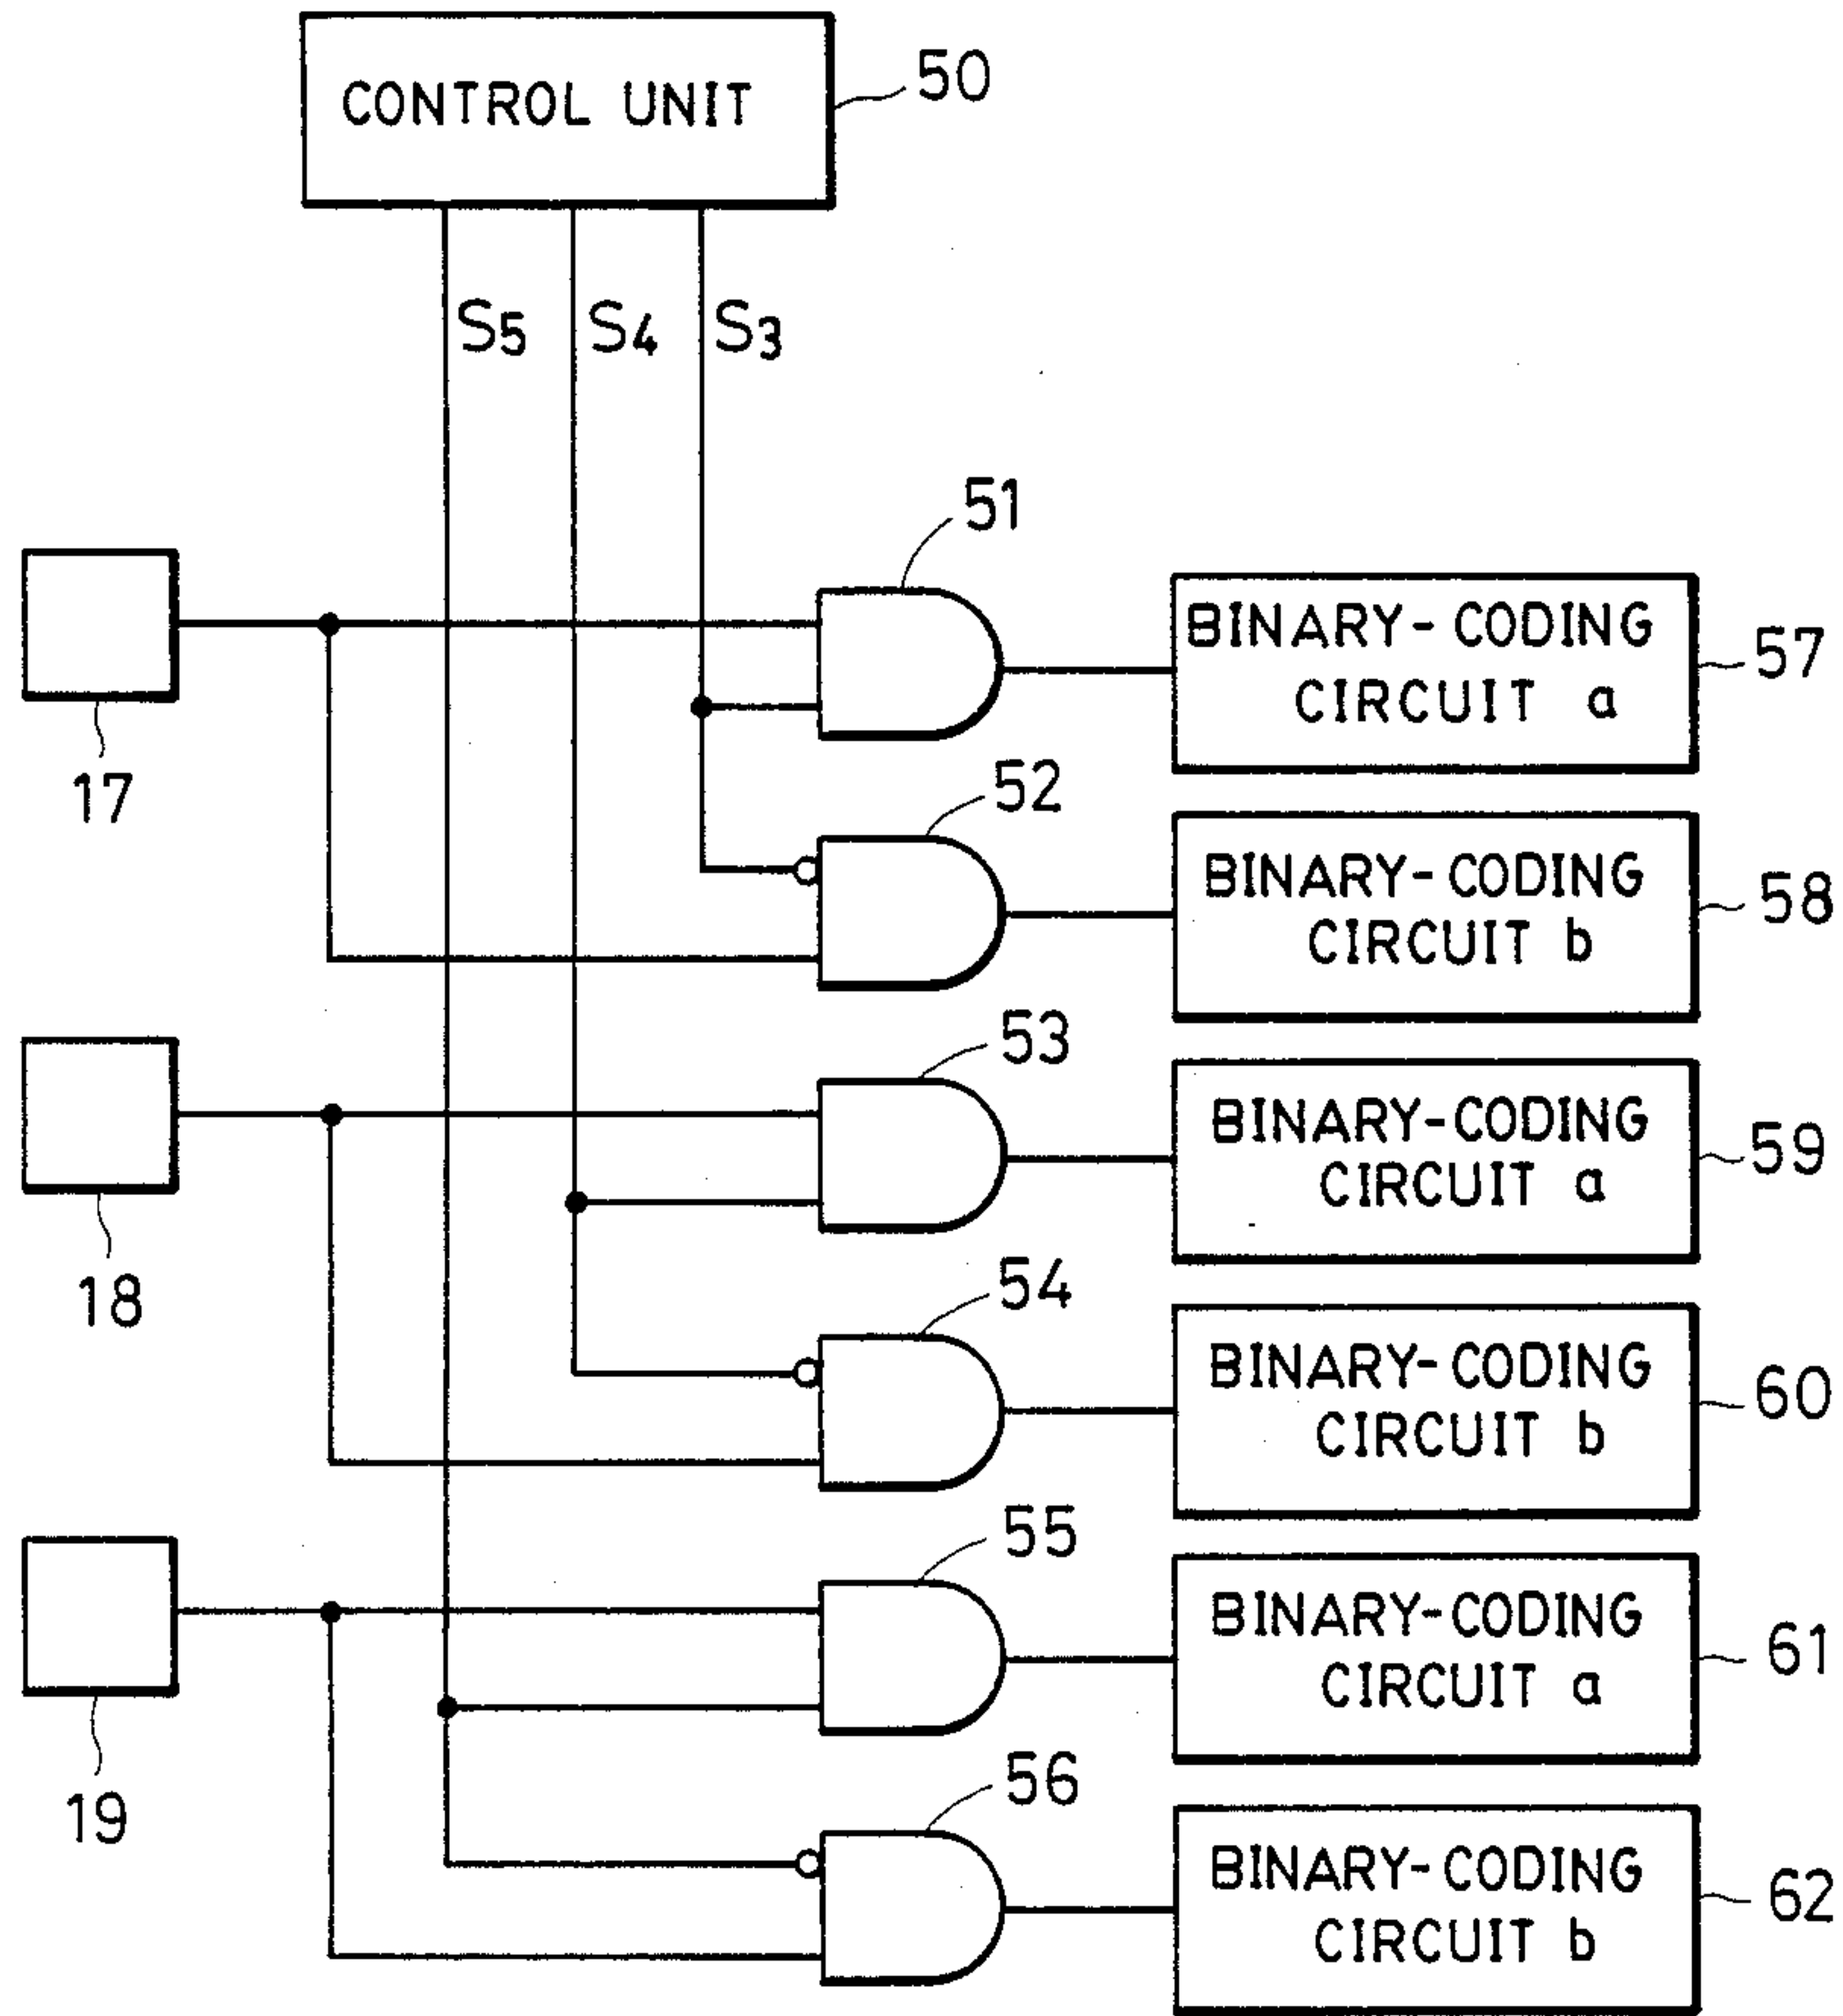 CONTROL UNIT
50
S5
S4
S3
51
17
BINARY-CODING
CIRCUIT a
57
52
BINARY-CODING
CIRCUIT b
58
53
18
BINARY-CODING
CIRCUIT a
59
54
BINARY-CODING
CIRCUIT b
60
55
19
BINARY-CODING
CIRCUIT a
61
56
BINARY-CODING
CIRCUIT b
62